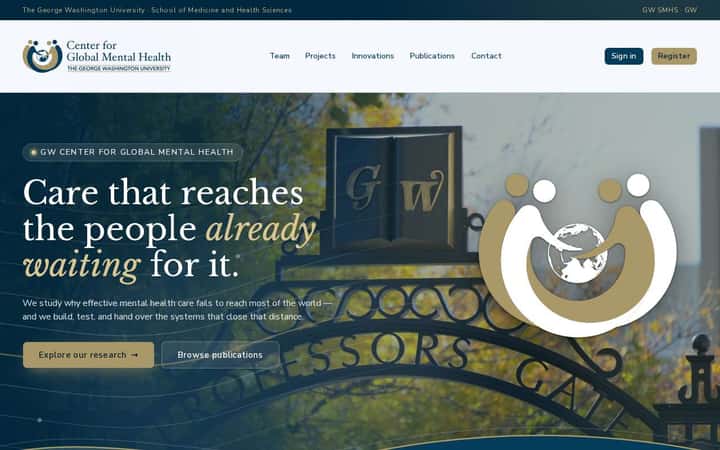 The George Washington University · School of Medicine and Health Sciences
GW SMHS · GW
Center for
Global Mental Health
THE GEORGE WASHINGTON UNIVERSITY
Team
Projects
Innovations
Publications
Contact
Sign in
Register
GW CENTER FOR GLOBAL MENTAL HEALTH
Care that reaches
the people already
waiting for it.
We study why effective mental health care fails to reach most of the world —
and we build, test, and hand over the systems that close that distance.
Explore our research →
Browse publications
G W
PROFESSORS GATE